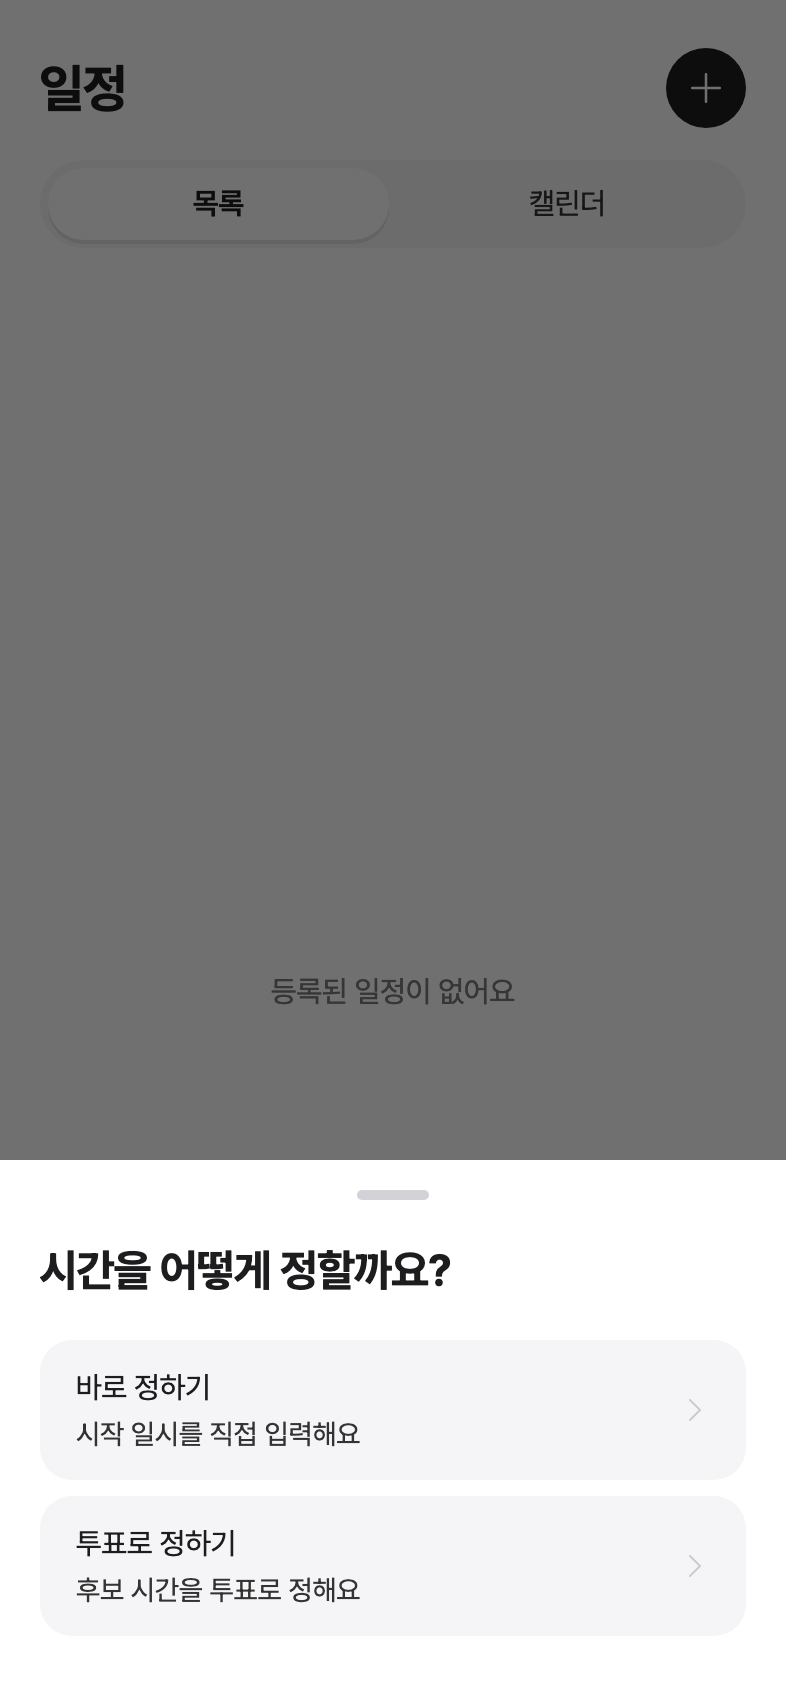 일정
목록
캘린더
등록된 일정이 없어요
시간을 어떻게 정할까요?
바로 정하기
시작 일시를 직접 입력해요
투표로 정하기
후보 시간을 투표로 정해요